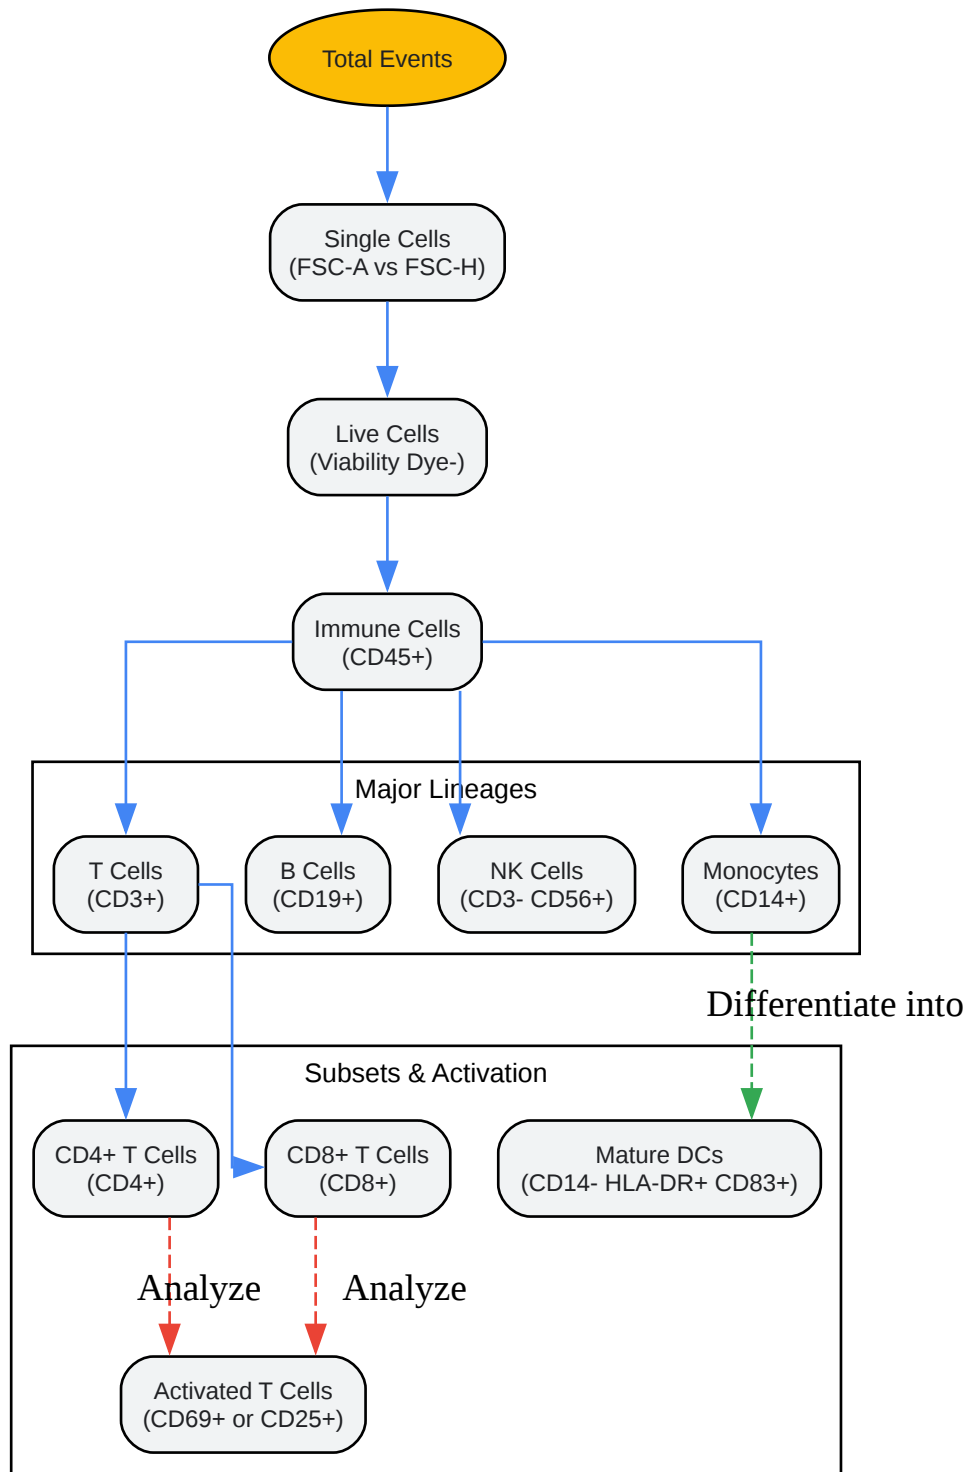 Total Events
Single Cells
(FSC-A vs FSC-H)
Live Cells
(Viability Dye-)
Immune Cells
(CD45+)
Major Lineages
T Cells
(CD3+)
B Cells
(CD19+)
NK Cells
(CD3- CD56+)
Monocytes
(CD14+)
Differentiate into
Subsets & Activation
CD4+ T Cells
(CD4+)
CD8+ T Cells
(CD8+)
Mature DCs
(CD14- HLA-DR+ CD83+)
Analyze
Analyze
Activated T Cells
(CD69+ or CD25+)